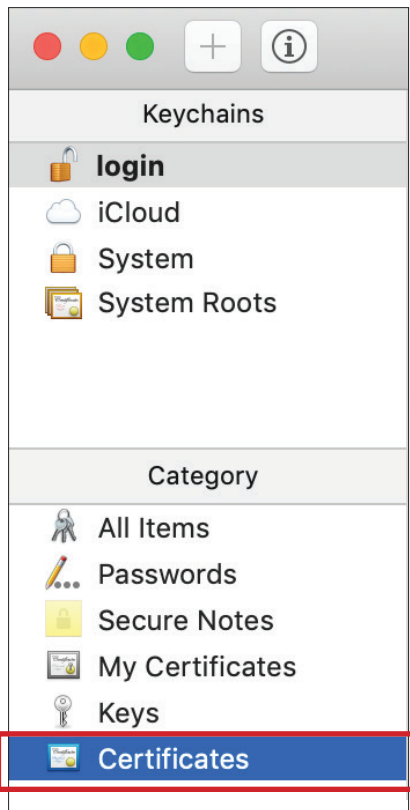 Keychains
login
iCloud
System
System Roots
Category
All Items
Passwords
Secure Notes
My Certificates
Keys
Certificates